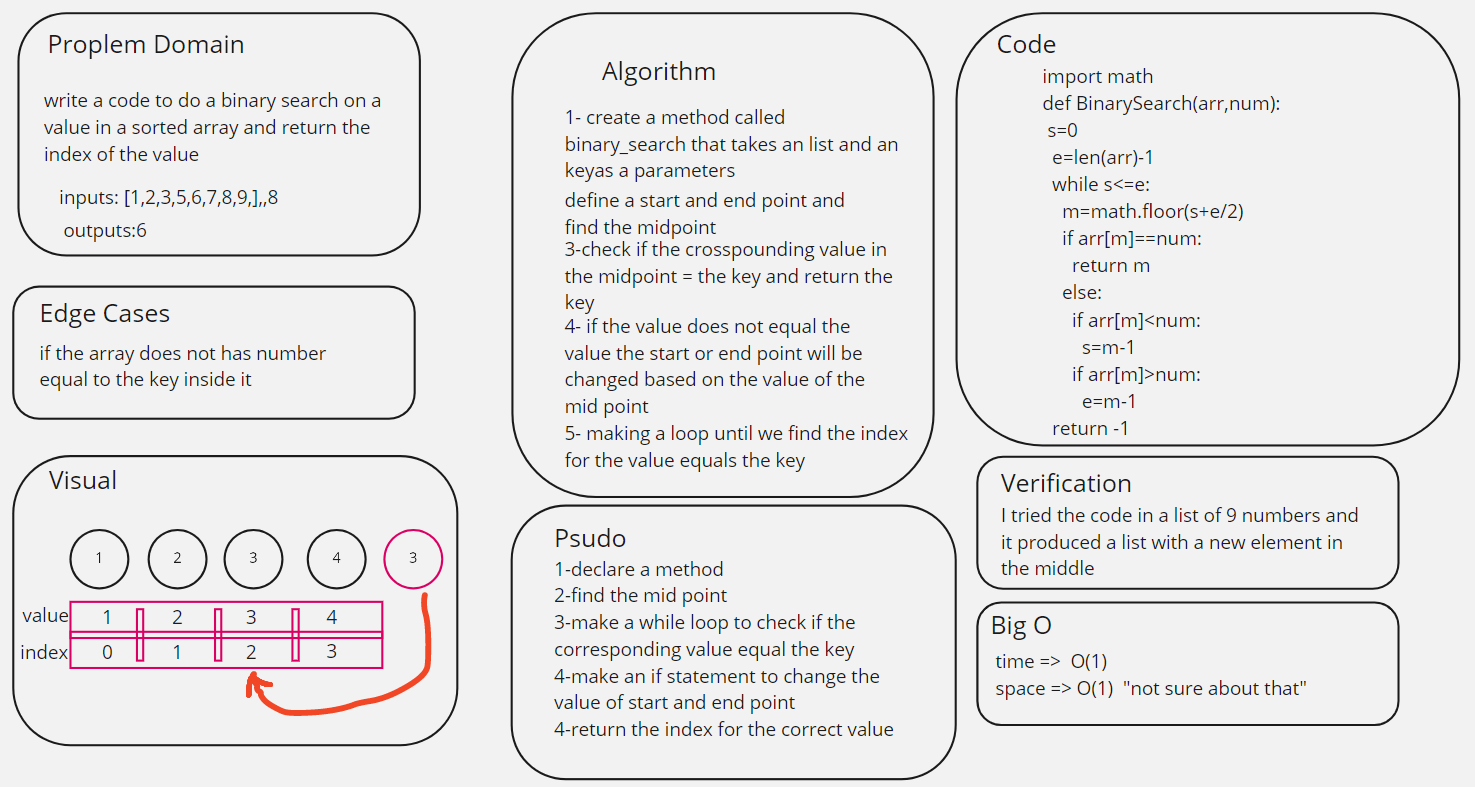 Proplem Domain
write a code to do a binary search on a
value in a sorted array and return the
index of the value
inputs: [1,2,3,5,6,7,8,9,],,8
outputs:6
Edge Cases
if the array does not has number
equal to the key inside it
Visual
1 2 3 4 3
value 1 2 3 4
index 0 1 2 3
Algorithm
1- create a method called
binary_search that takes an list and an
keyas a parameters
define a start and end point and
find the midpoint
3-check if the crosspounding value in
the midpoint = the key and return the
key
4- if the value does not equal the
value the start or end point will be
changed based on the value of the
mid point
5- making a loop until we find the index
for the value equals the key
Psudo
1-declare a method
2-find the mid point
3-make a while loop to check if the
corresponding value equal the key
4-make an if statement to change the
value of start and end point
4-return the index for the correct value
Code
import math
def BinarySearch(arr,num):
s=0
e=len(arr)-1
while s<=e:
m=math.floor(s+e/2)
if arr[m]==num:
return m
else:
if arr[m]<num:
s=m-1
if arr[m]>num:
e=m-1
return -1
Verification
I tried the code in a list of 9 numbers and
it produced a list with a new element in
the middle
Big O
time => O(1)
space => O(1) "not sure about that"